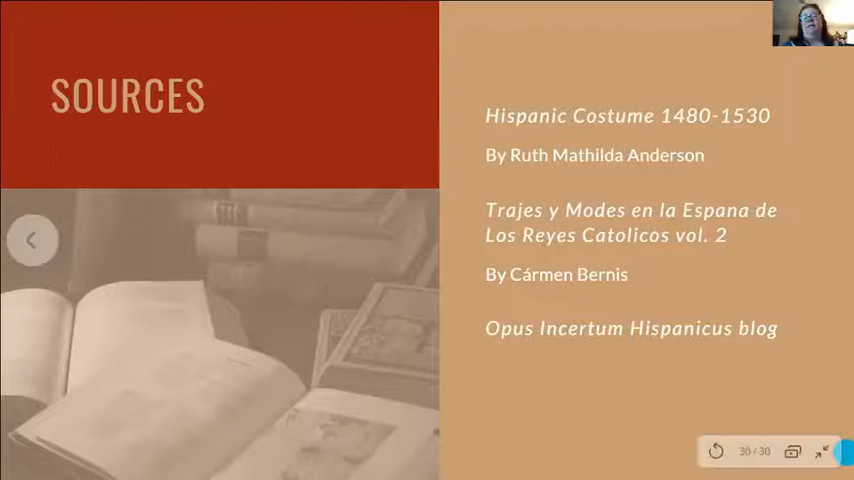 SOURCES
Hispanic Costume 1480-1530
By Ruth Mathilda Anderson
Trajes y Modes en la Espana de
Los Reyes Catolicos vol. 2
By Cármen Bernis
Opus Incertum Hispanicus blog
30/30